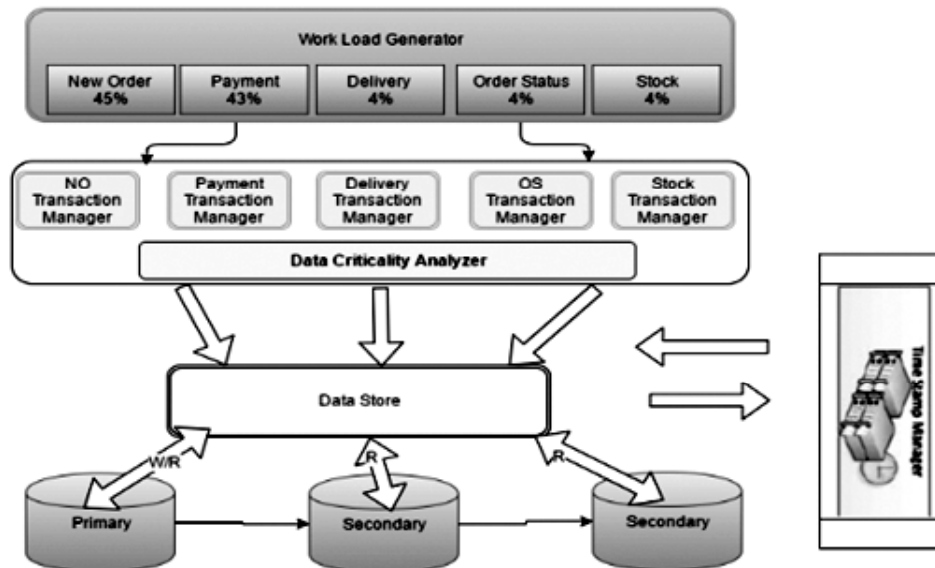 Work Load Generator
New Order
45%
Payment
43%
Delivery
4%
Order Status
4%
Stock
4%
NO
Transaction
Manager
Payment
Transaction
Manager
Delivery
Transaction
Manager
OS
Transaction
Manager
Stock
Transaction
Manager
Data Criticality Analyzer
Data Store
W/R
R
R
Primary
Secondary
Secondary
Time Stamp Manager